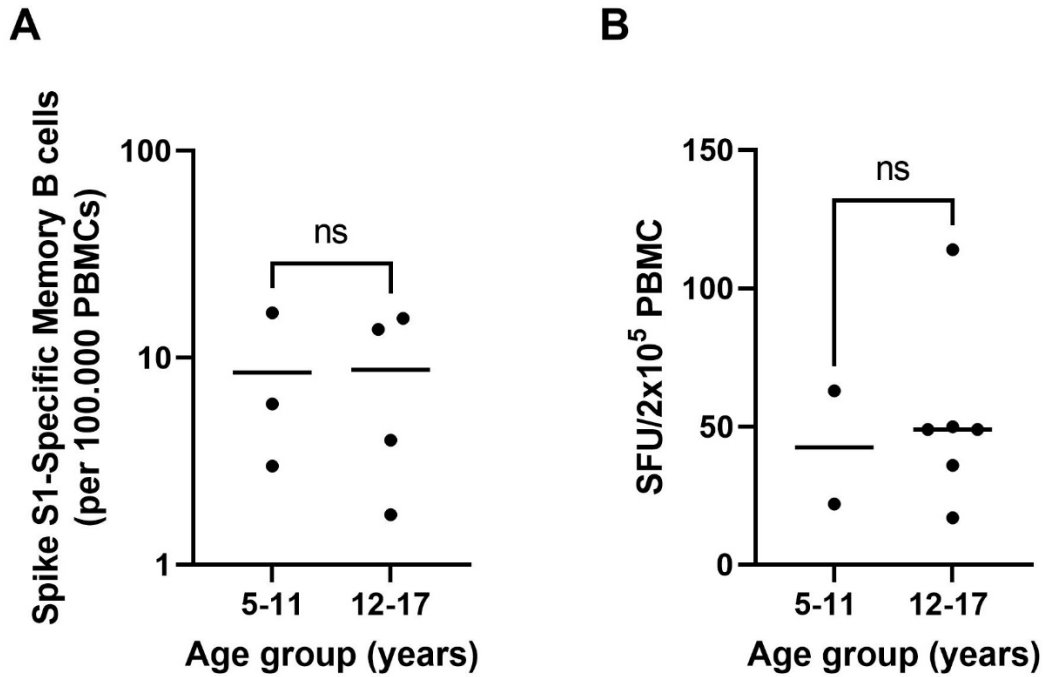 A
Spike S1-Specific Memory B cells
(per 100.000 PBMCs)
100
10
1
ns
5-11 12-17
Age group (years)
B
SFU/2x10⁵ PBMC
150
100
50
0
ns
5-11 12-17
Age group (years)